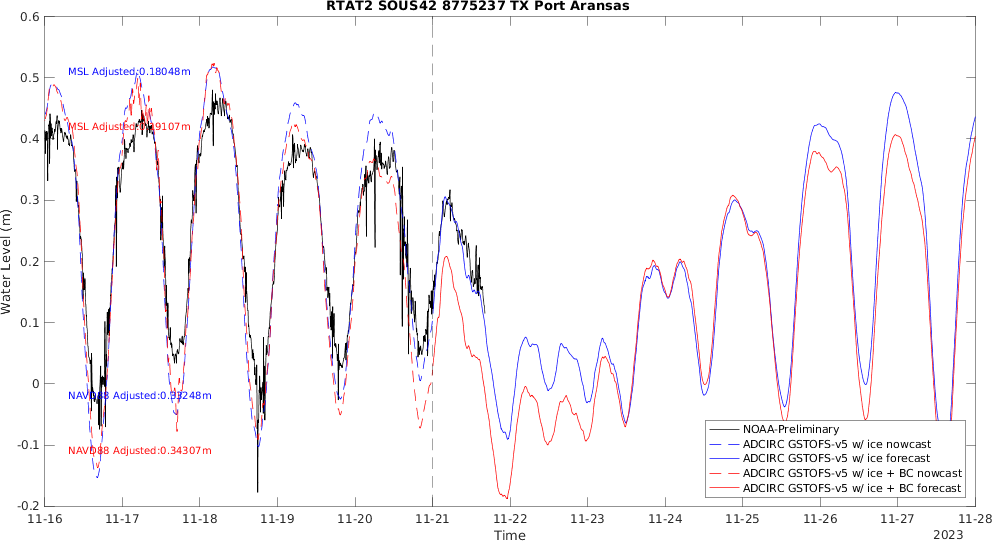 RTAT2 SOUS42 8775237 TX Port Aransas
0.6
0.5
0.4
0.3
0.2
0.1
0
-0.1
-0.2
Water Level (m)
MSL Adjusted:0.18048m
MSL Adjusted:0.19107m
NAVD88 Adjusted:0.33248m
NAVD88 Adjusted:0.34307m
NOAA-Preliminary
ADCIRC GSTOFS-v5 w/ ice nowcast
ADCIRC GSTOFS-v5 w/ ice forecast
ADCIRC GSTOFS-v5 w/ ice + BC nowcast
ADCIRC GSTOFS-v5 w/ ice + BC forecast
11-16 11-17 11-18 11-19 11-20 11-21 11-22 11-23 11-24 11-25 11-26 11-27 11-28
Time
2023